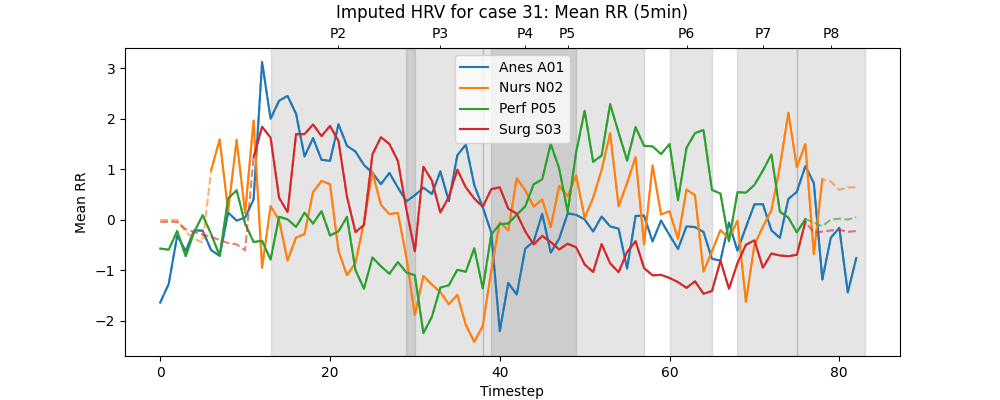 Imputed HRV for case 31: Mean RR (5min)
P2 P3 P4 P5 P6 P7 P8
Anes A01
Nurs N02
Perf P05
Surg S03
Mean RR
3
2
1
0
−1
−2
0 20 40 60 80
Timestep